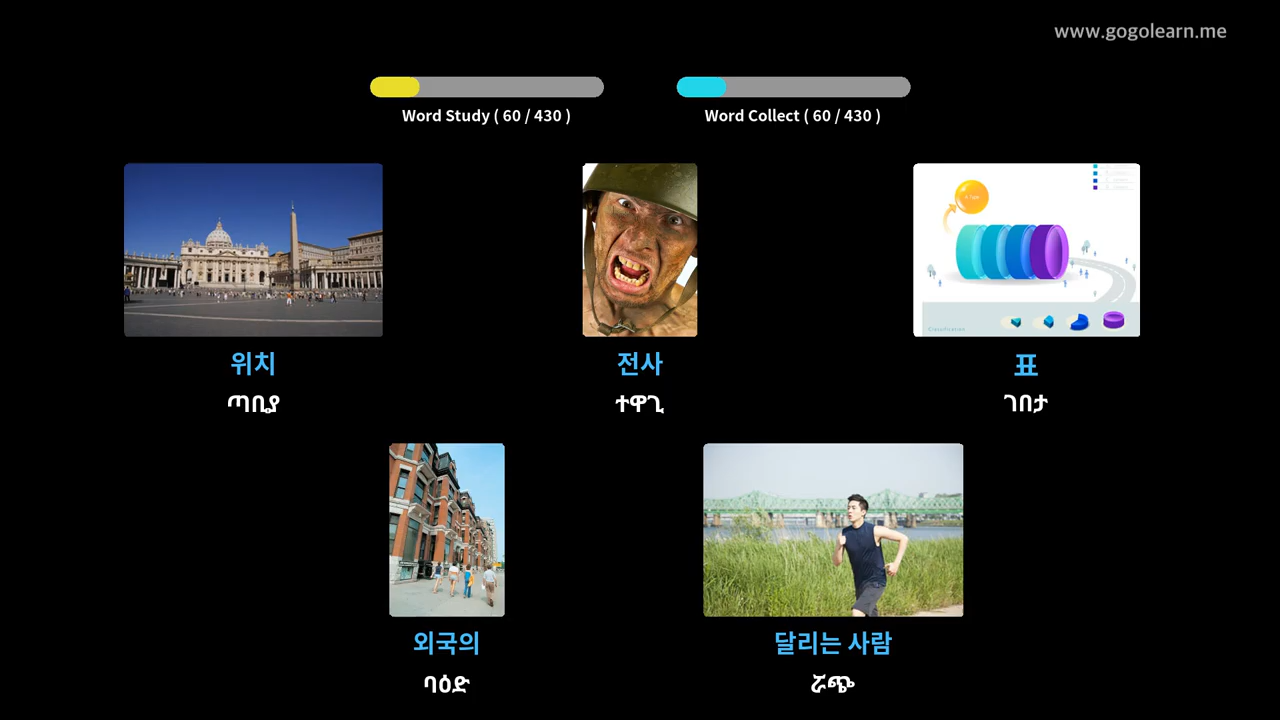 www.gogolearn.me
Word Study ( 60 / 430 )
Word Collect ( 60 / 430 )
위치
ጣቢያ
전사
ተዋጊ
표
ገበታ
Classification
외국의
ባዕድ
달리는 사람
ሯጭ